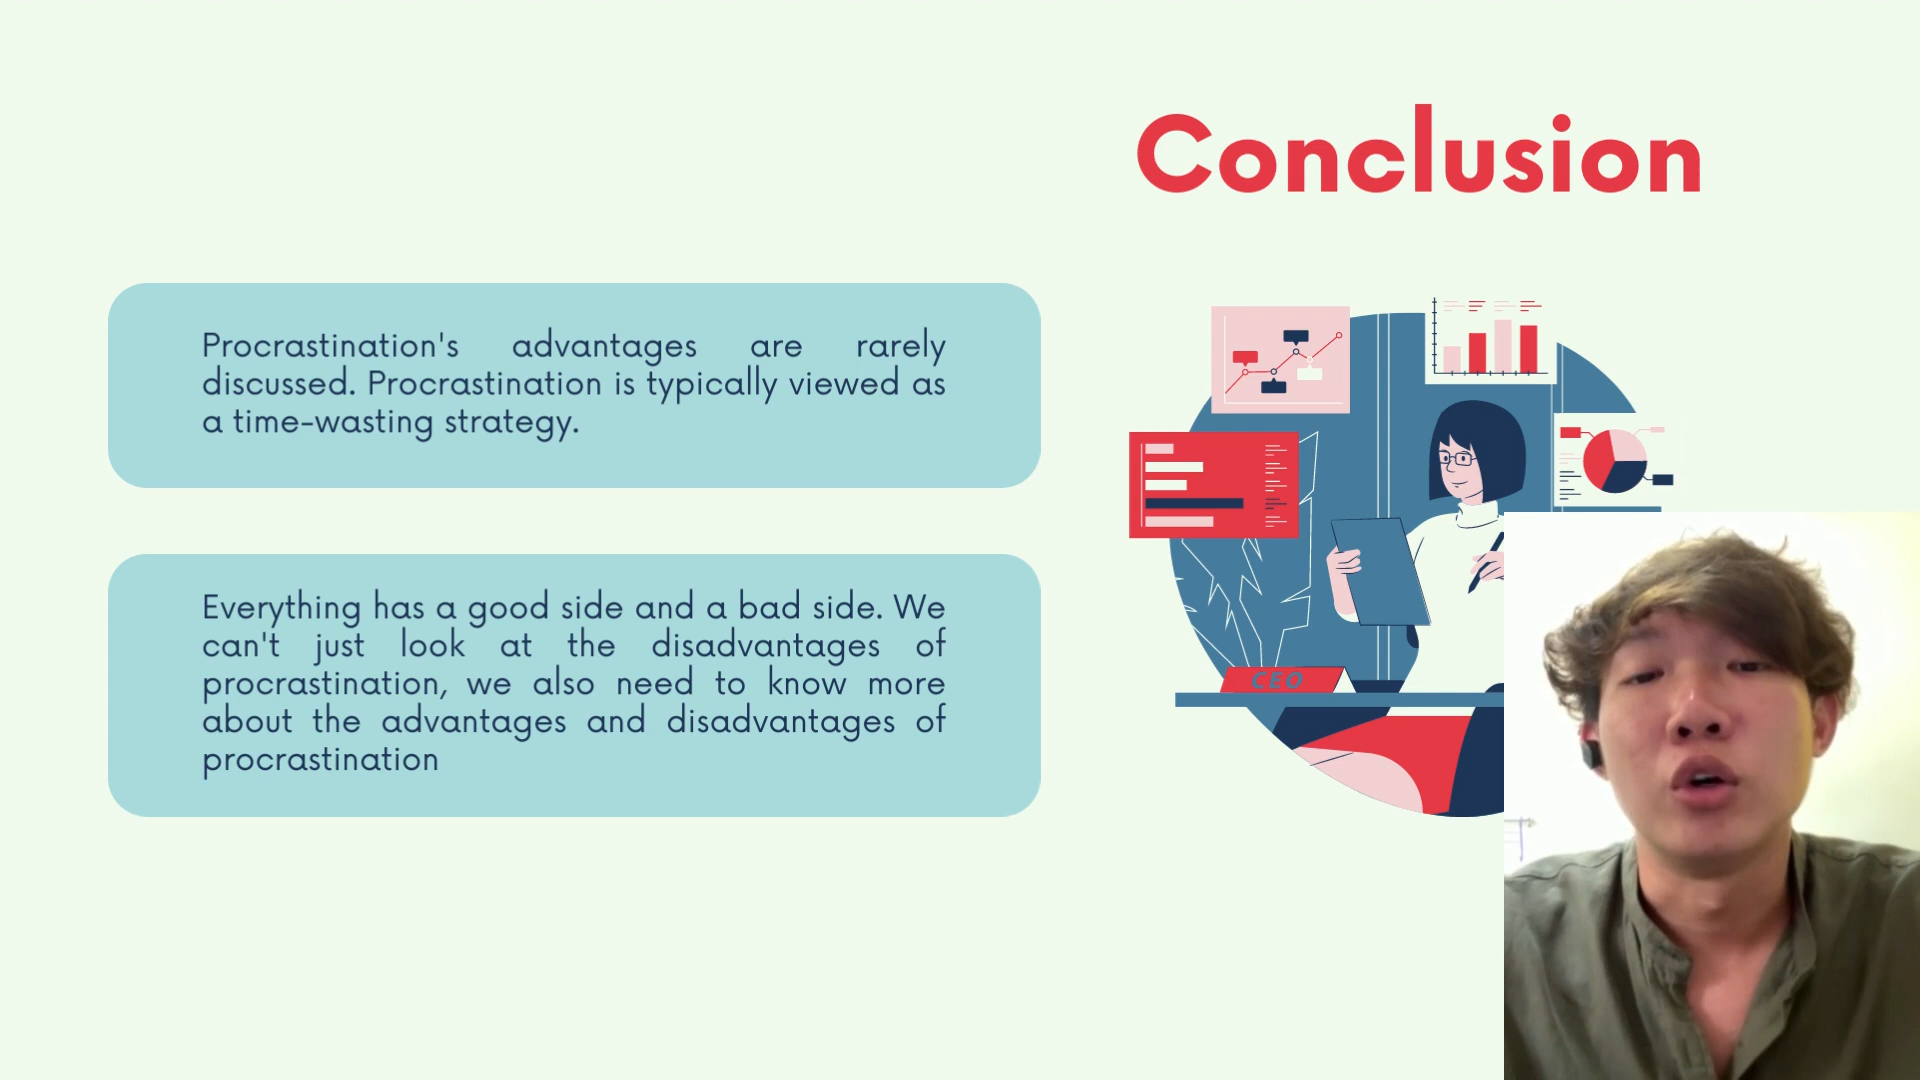 Conclusion
Procrastination's advantages are rarely
discussed. Procrastination is typically viewed as
a time-wasting strategy.
Everything has a good side and a bad side. We
can't just look at the disadvantages of
procrastination, we also need to know more
about the advantages and disadvantages of
procrastination
CEO